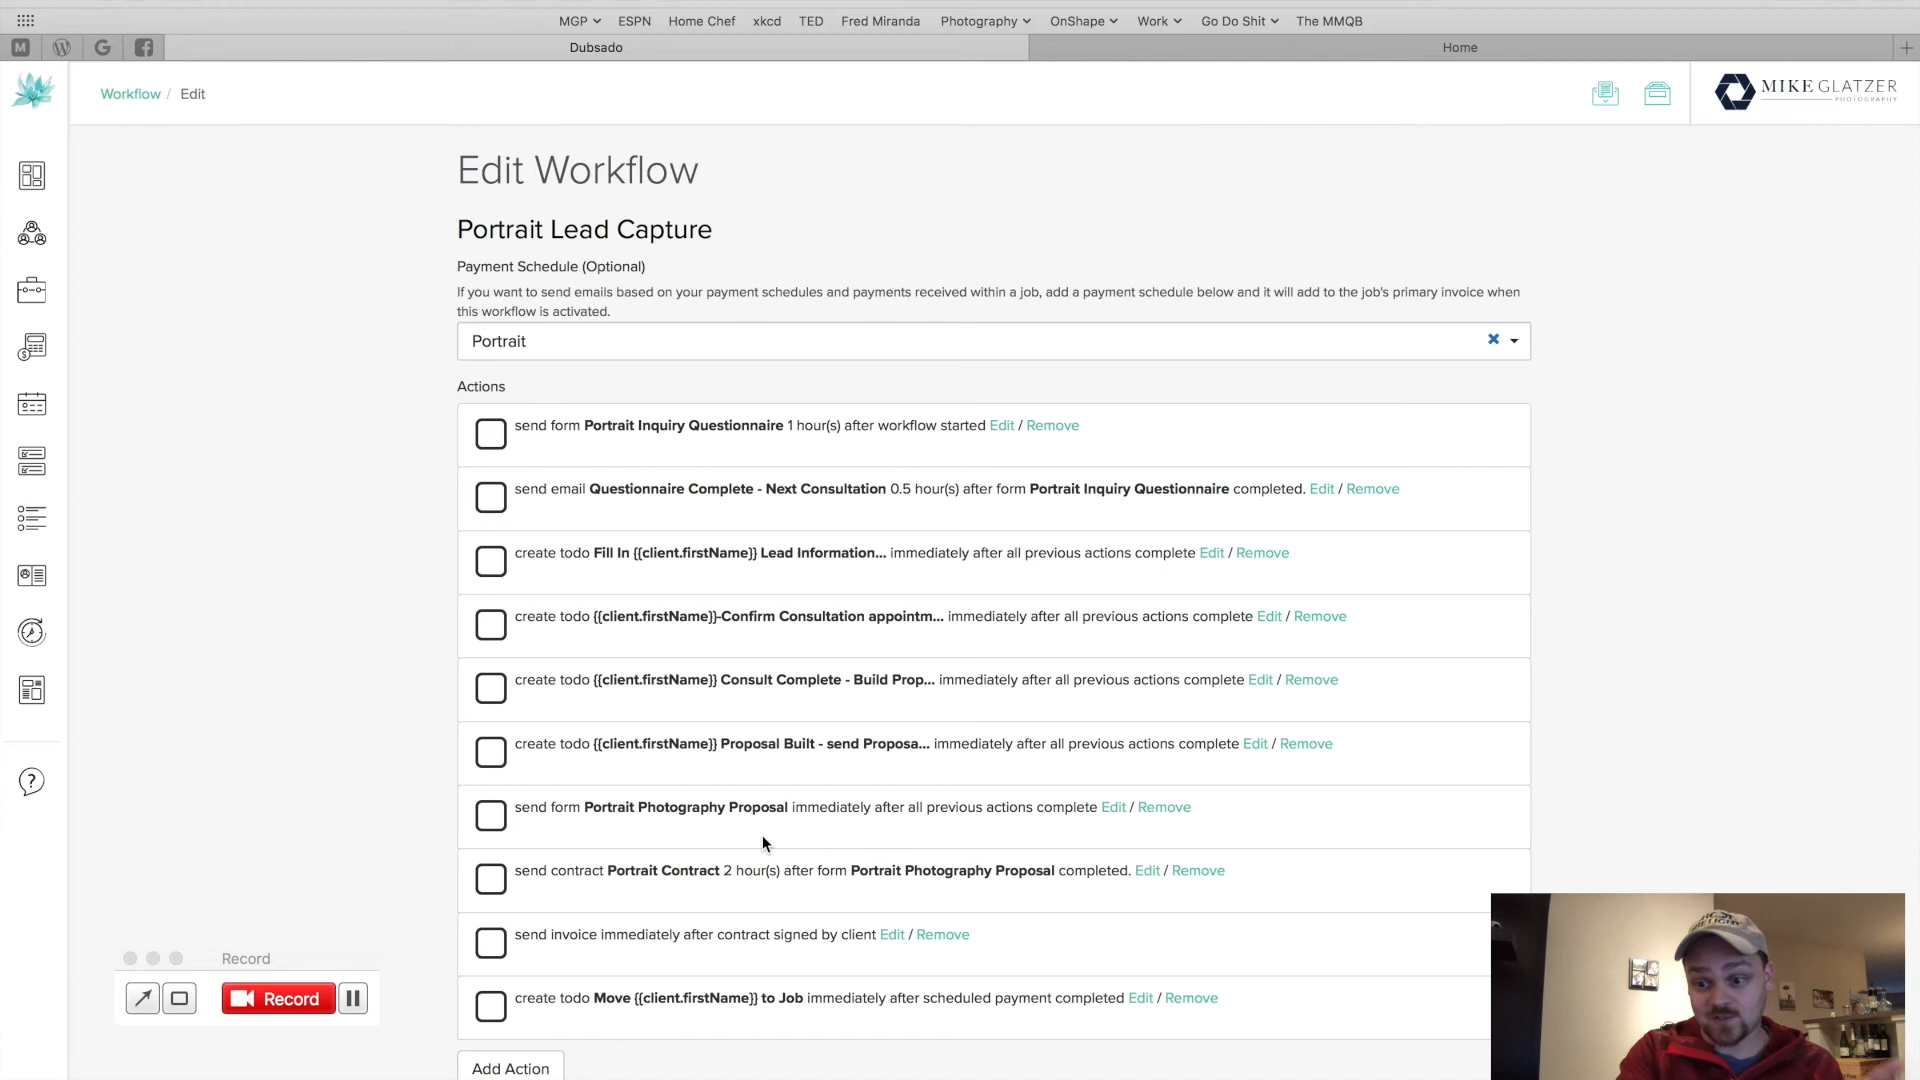 MGP ESPN Home Chef xkcd TED Fred Miranda Photography OnShape Work Go Do Shit The MMQB
M W G f Dubsado Home +
Workflow / Edit
MIKE GLATZER
PHOTOGRAPHY
Edit Workflow
Portrait Lead Capture
Payment Schedule (Optional)
If you want to send emails based on your payment schedules and payments received within a job, add a payment schedule below and it will add to the job's primary invoice when
this workflow is activated.
Portrait
Actions
send form Portrait Inquiry Questionnaire 1 hour(s) after workflow started Edit / Remove
send email Questionnaire Complete - Next Consultation 0.5 hour(s) after form Portrait Inquiry Questionnaire completed. Edit / Remove
create todo Fill In {{client.firstName}} Lead Information... immediately after all previous actions complete Edit / Remove
create todo {{client.firstName}}-Confirm Consultation appointm... immediately after all previous actions complete Edit / Remove
create todo {{client.firstName}} Consult Complete - Build Prop... immediately after all previous actions complete Edit / Remove
create todo {{client.firstName}} Proposal Built - send Proposa... immediately after all previous actions complete Edit / Remove
send form Portrait Photography Proposal immediately after all previous actions complete Edit / Remove
send contract Portrait Contract 2 hour(s) after form Portrait Photography Proposal completed. Edit / Remove
send invoice immediately after contract signed by client Edit / Remove
create todo Move {{client.firstName}} to Job immediately after scheduled payment completed Edit / Remove
Add Action
Record
Record
?